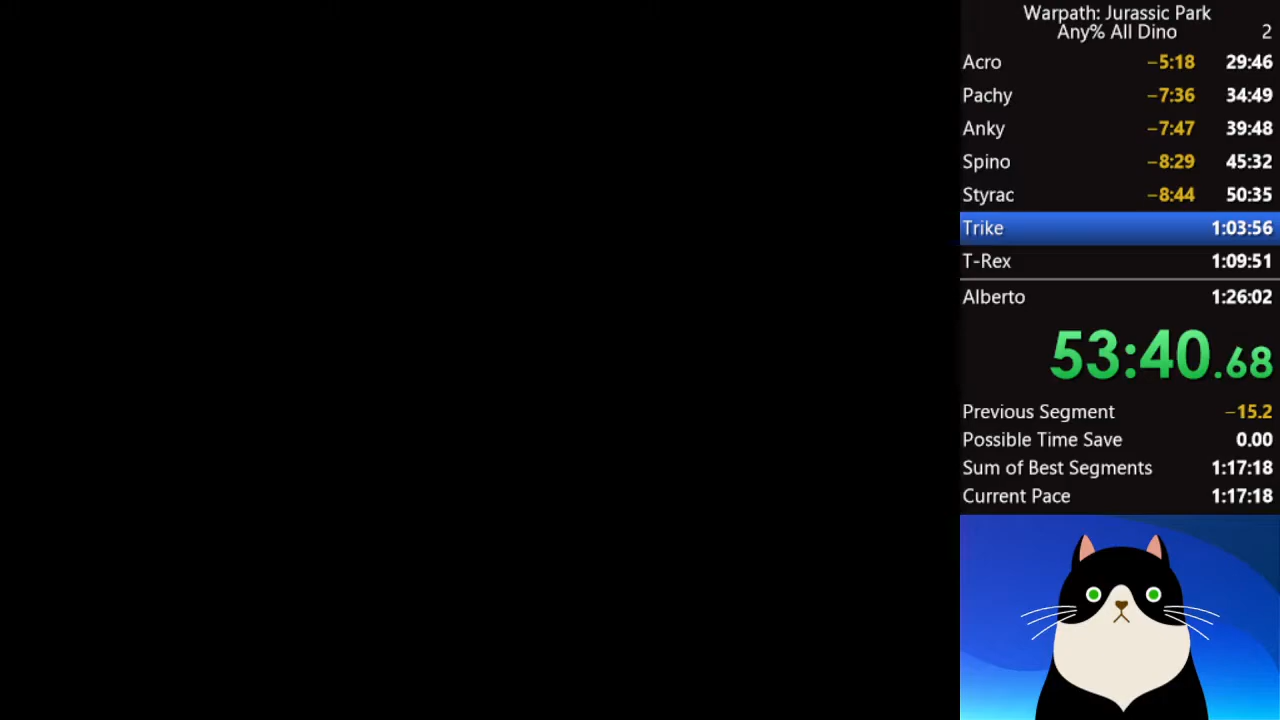 Warpath: Jurassic Park
Any% All Dino 2
Acro −5:18 29:46
Pachy −7:36 34:49
Anky −7:47 39:48
Spino −8:29 45:32
Styrac −8:44 50:35
Trike 1:03:56
T-Rex 1:09:51
Alberto 1:26:02
53:40.68
Previous Segment −15.2
Possible Time Save 0.00
Sum of Best Segments 1:17:18
Current Pace 1:17:18